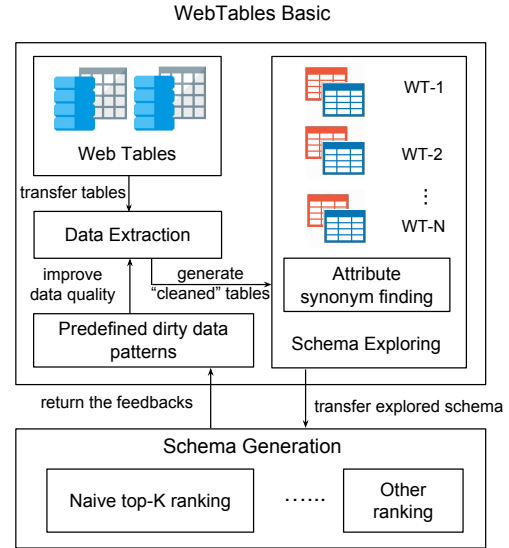 WebTables Basic
Web Tables
transfer tables
Data Extraction
improve
data quality
generate
“cleaned” tables
Predefined dirty data
patterns
WT-1
WT-2
⋮
WT-N
Attribute
synonym finding
Schema Exploring
return the feedbacks
transfer explored schema
Schema Generation
Naive top-K ranking
......
Other
ranking